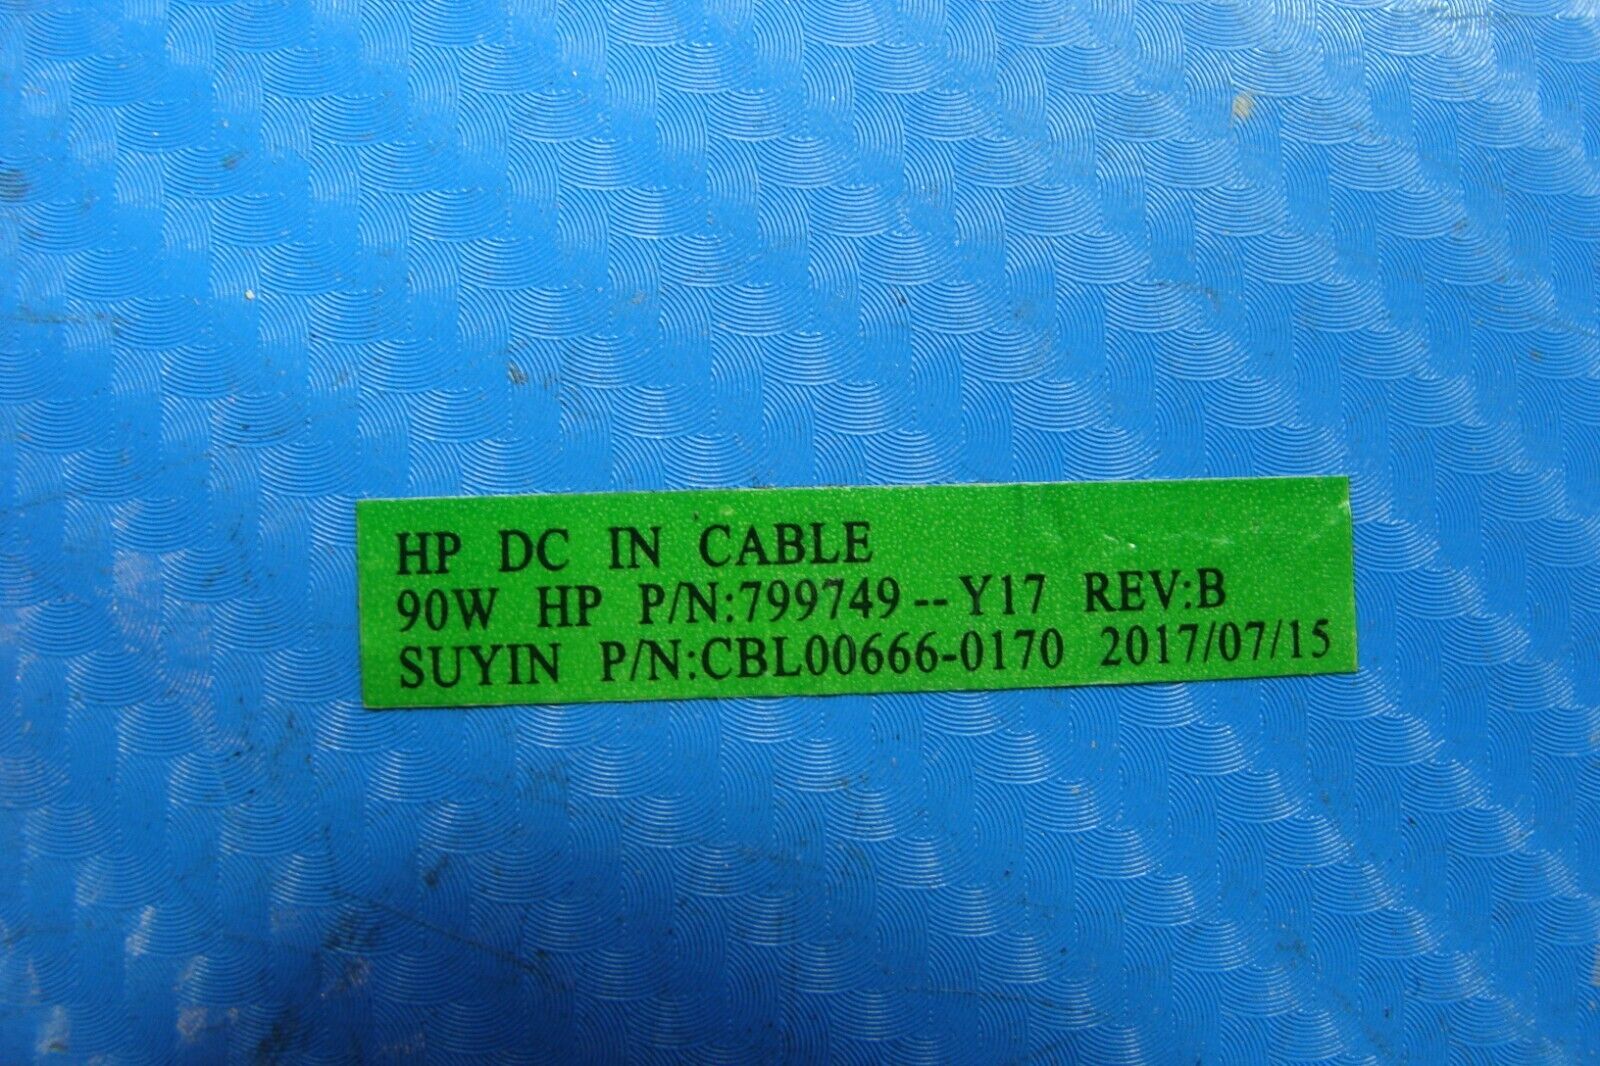 HP DC IN CABLE
90W HP P/N:799749--Y17 REV:B
SUYIN P/N:CBL00666-0170 2017/07/15